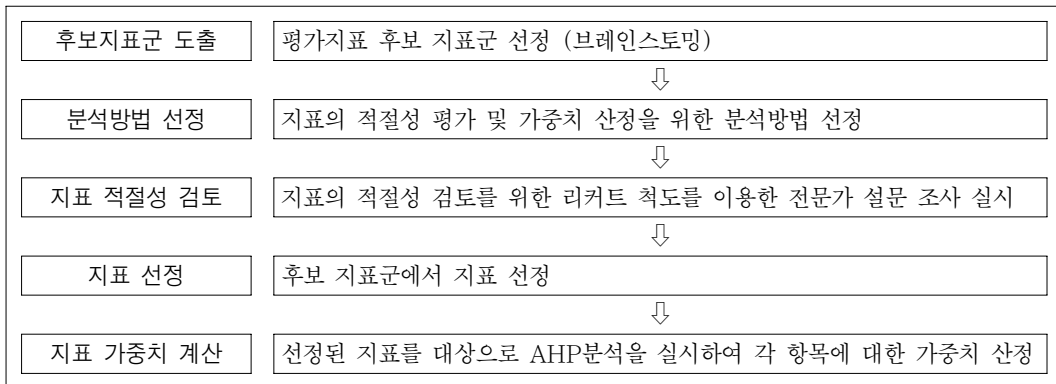 후보지표군 도출
평가지표 후보 지표군 선정 (브레인스토밍)
⇩
분석방법 선정
지표의 적절성 평가 및 가중치 산정을 위한 분석방법 선정
⇩
지표 적절성 검토
지표의 적절성 검토를 위한 리커트 척도를 이용한 전문가 설문 조사 실시
⇩
지표 선정
후보 지표군에서 지표 선정
⇩
지표 가중치 계산
선정된 지표를 대상으로 AHP분석을 실시하여 각 항목에 대한 가중치 산정